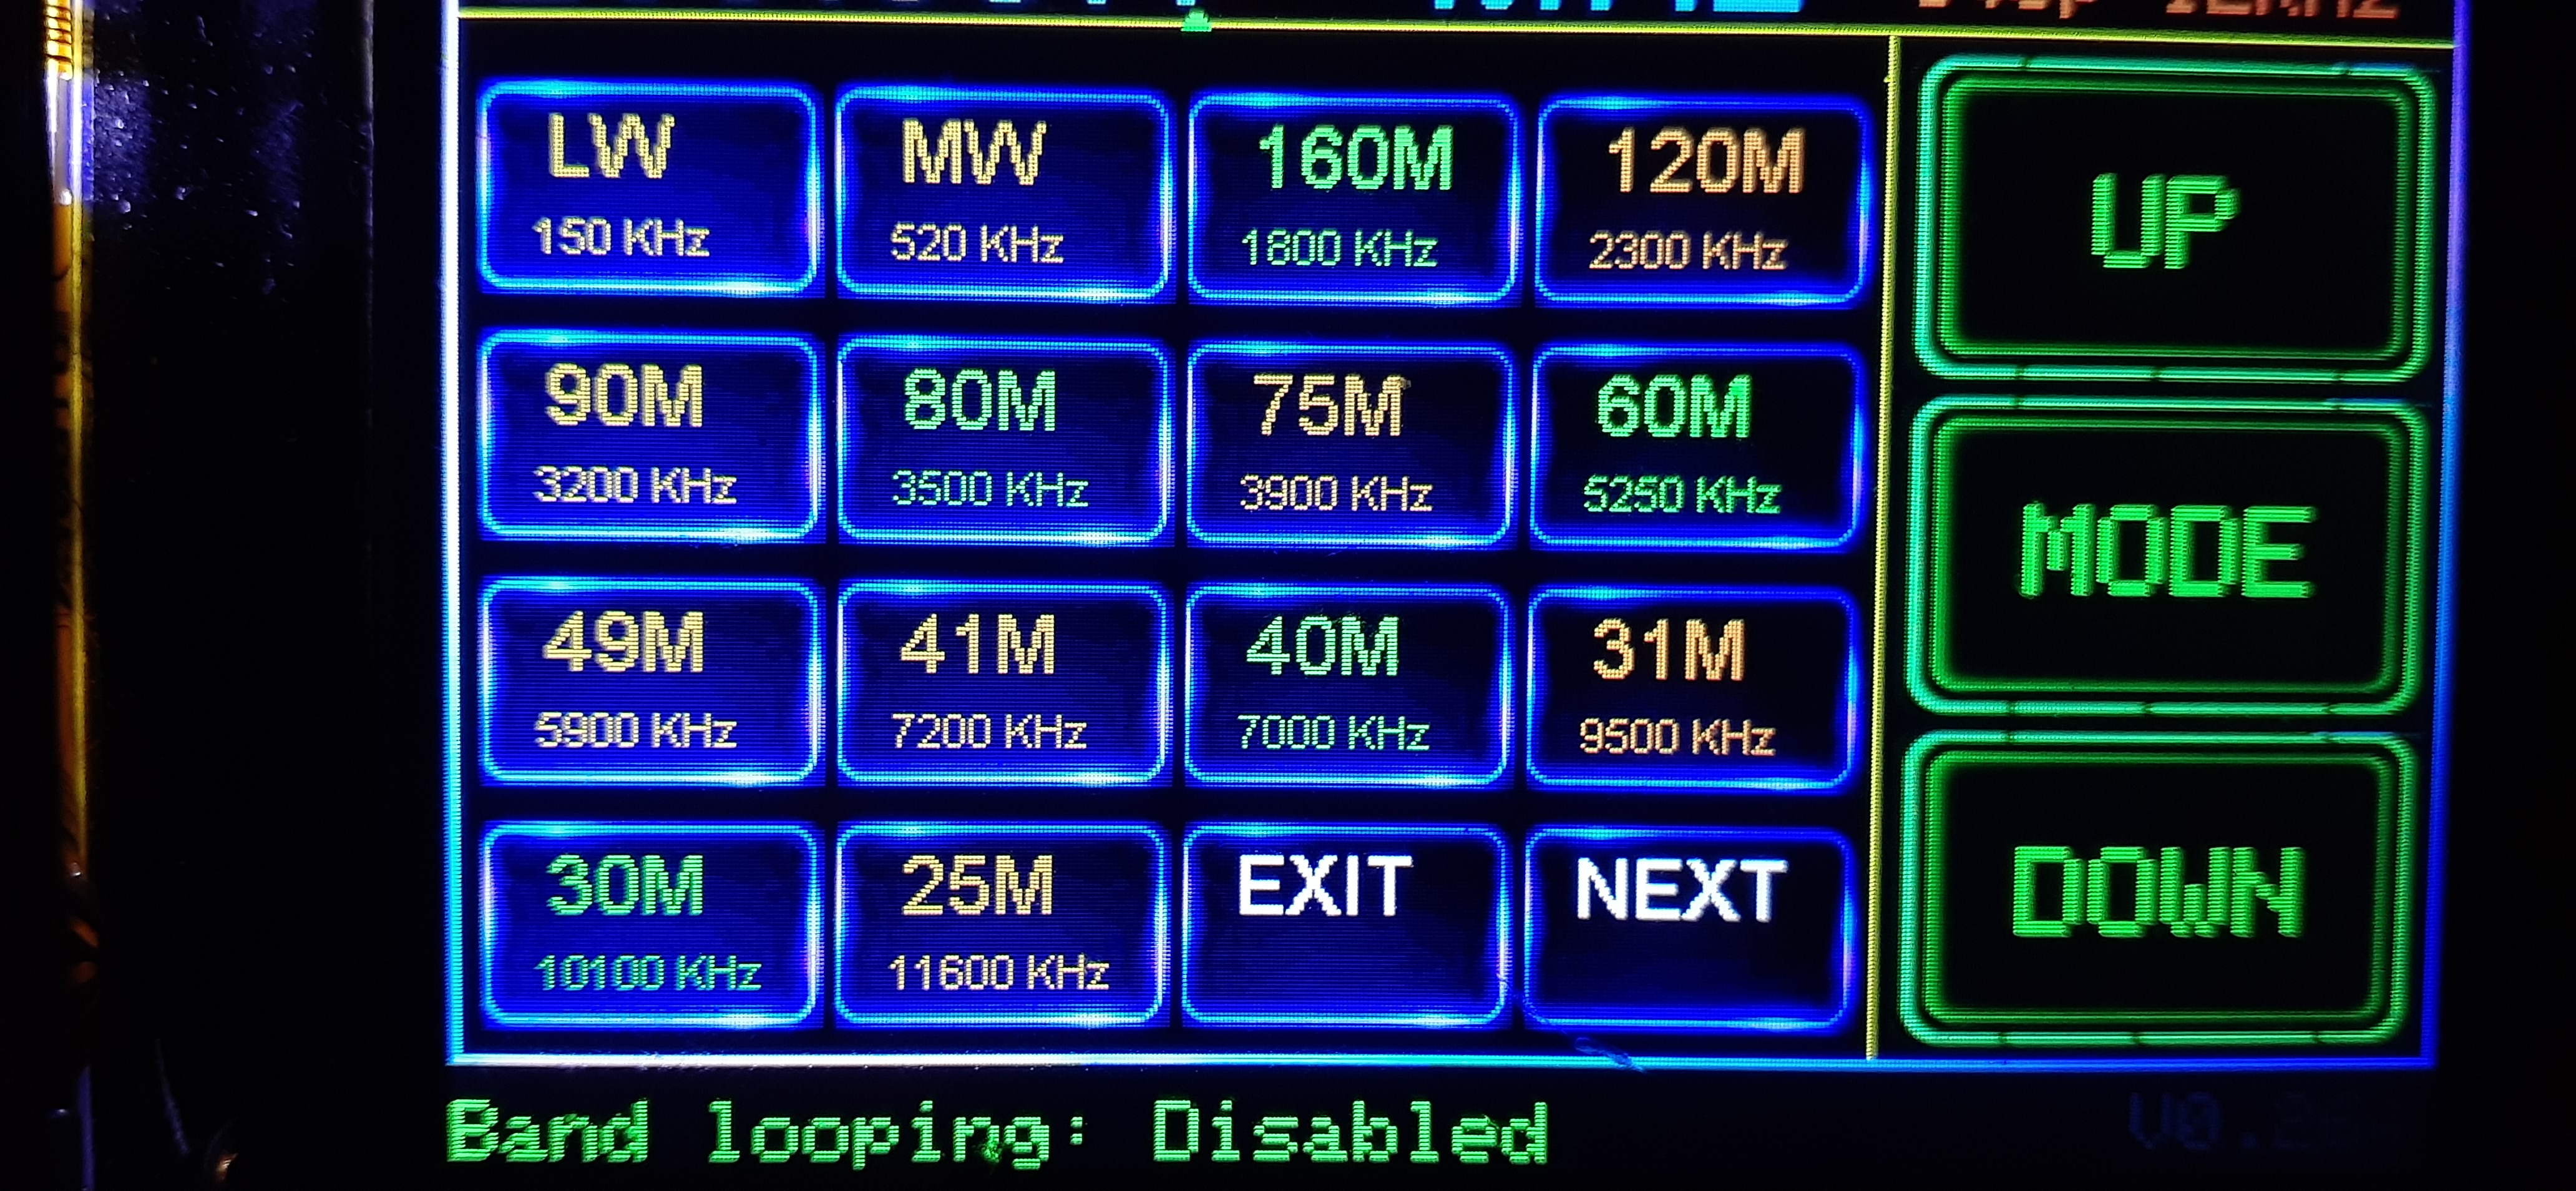 LW
150 KHz
MW
520 KHz
160M
1800 KHz
120M
2300 KHz
UP
90M
3200 KHz
80M
3500 KHz
75M
3900 KHz
60M
5250 KHz
MODE
49M
5900 KHz
41M
7200 KHz
40M
7000 KHz
31M
9500 KHz
30M
10100 KHz
25M
11600 KHz
EXIT
NEXT
DOWN
Band looping: Disabled